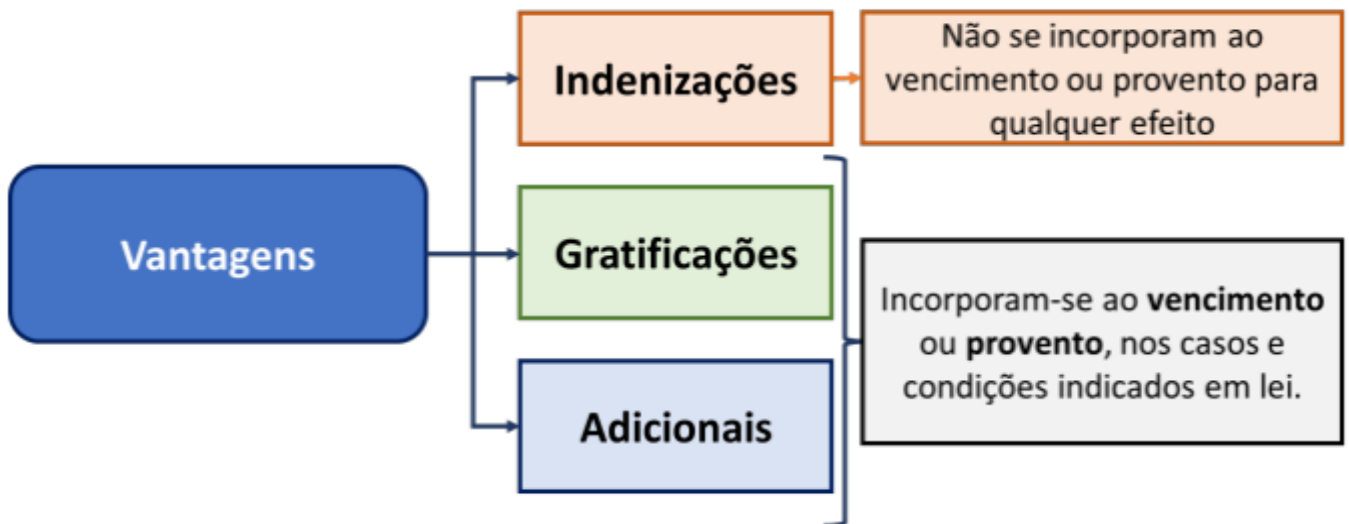 Vantagens
Indenizações
Não se incorporam ao
vencimento ou provento para
qualquer efeito
Gratificações
Adicionais
Incorporam-se ao vencimento
ou provento, nos casos e
condições indicados em lei.